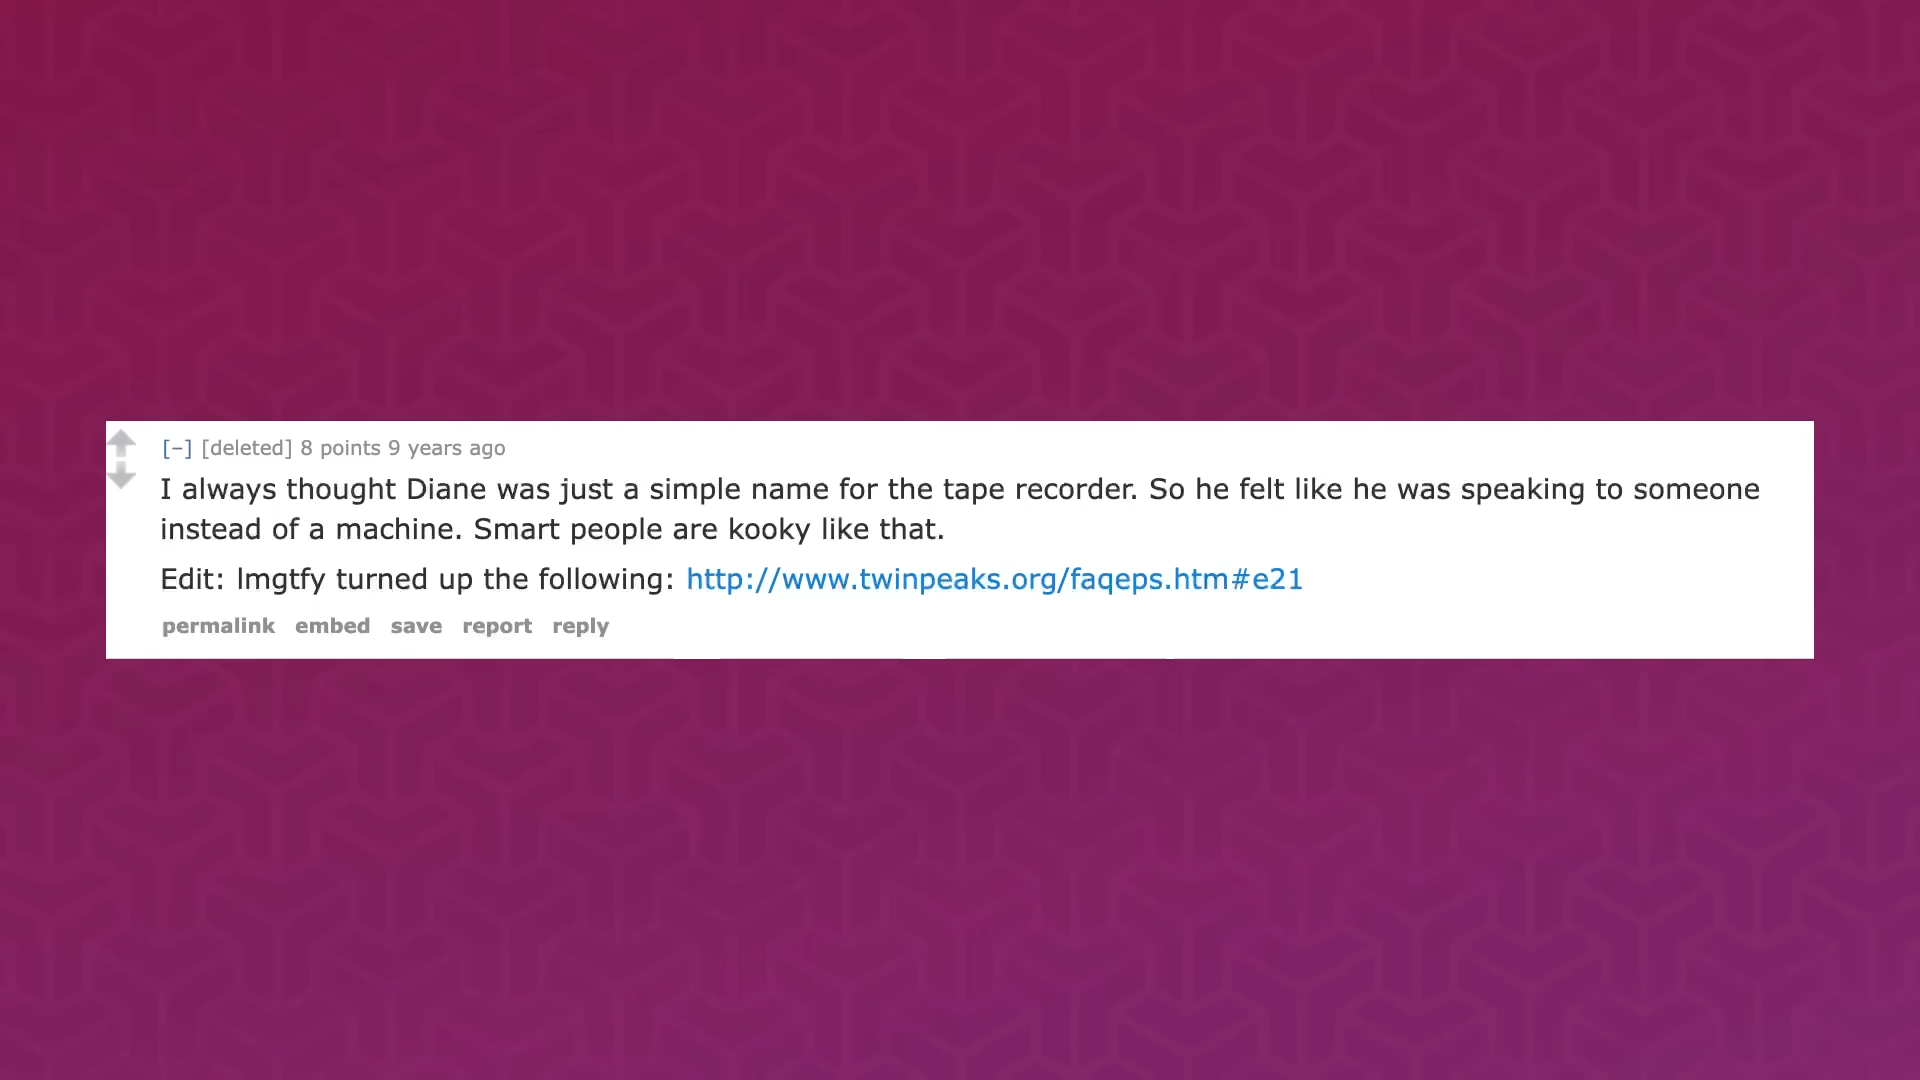 [–] [deleted] 8 points 9 years ago
I always thought Diane was just a simple name for the tape recorder. So he felt like he was speaking to someone
instead of a machine. Smart people are kooky like that.
Edit: lmgtfy turned up the following: http://www.twinpeaks.org/faqeps.htm#e21
permalink embed save report reply